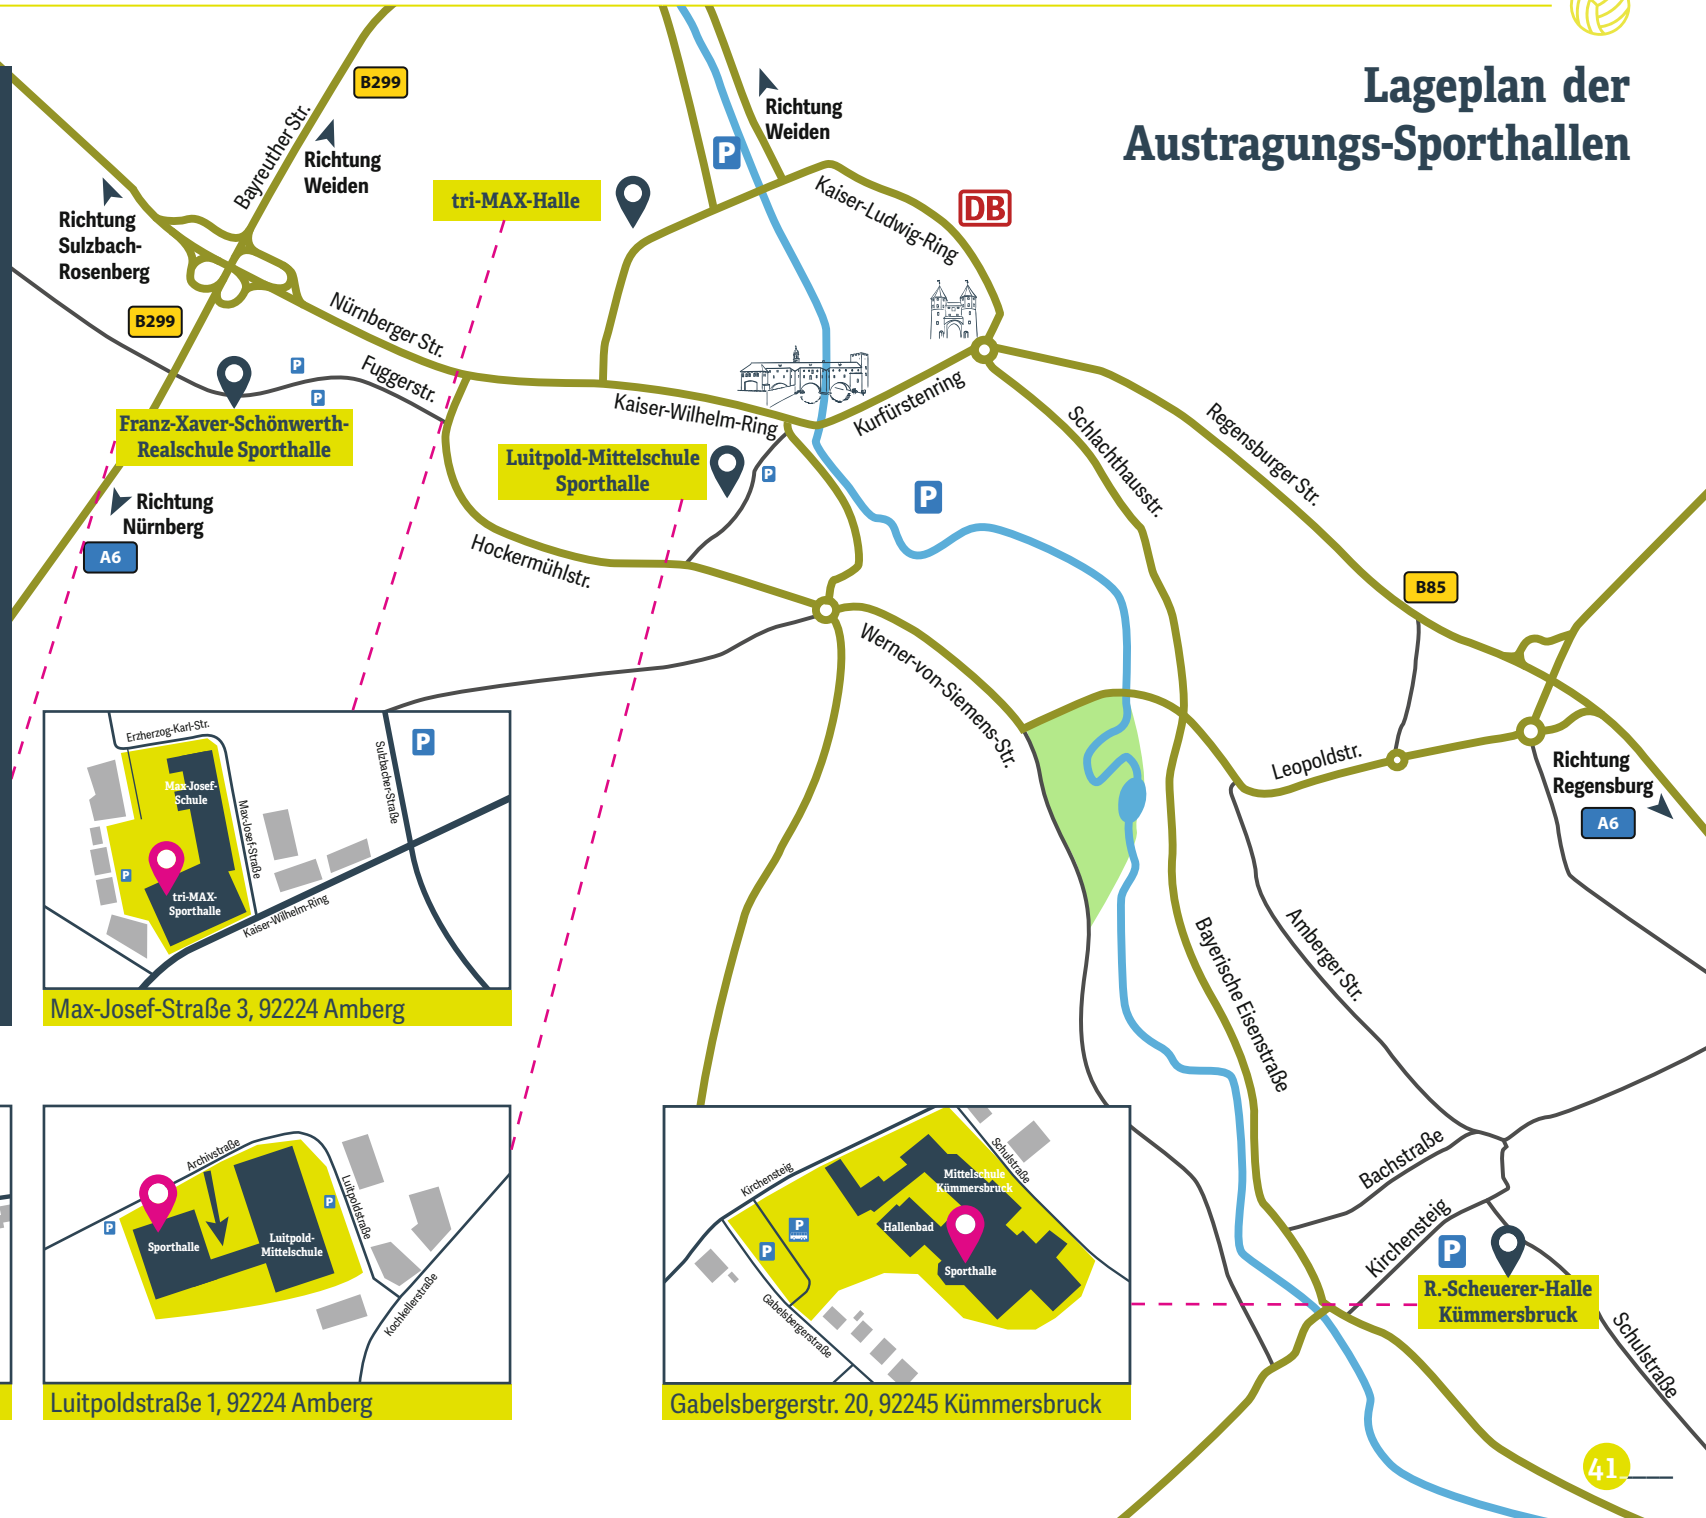 Lageplan der
Austragungs-Sporthallen
B299
Bayreuther Str.
Richtung
Weiden
Richtung
Weiden
P
tri-MAX-Halle
Kaiser-Ludwig-Ring
DB
Richtung
Sulzbach-
Rosenberg
B299
Nürnberger Str.
Fuggerstr.
P
P
Franz-Xaver-Schönwerth-
Realschule Sporthalle
Kaiser-Wilhelm-Ring
Kurfürstenring
Schlachthausstr.
Regensburger Str.
Luitpold-Mittelschule
Sporthalle
P
P
Richtung
Nürnberg
A6
Hockermühlstr.
B85
Werner-von-Siemens-Str.
Leopoldstr.
Richtung
Regensburg
A6
Erzherzog-Karl-Str.
Max-Josef-
Schule
Max-Josef-Straße
Sulzbacher-Straße
P
P
tri-MAX-
Sporthalle
Kaiser-Wilhelm-Ring
Max-Josef-Straße 3, 92224 Amberg
Bayerische Eisenstraße
Amberger Str.
Bachstraße
Kirchensteig
P
R.-Scheuerer-Halle
Kümmersbruck
Schulstraße
Archivstraße
Luitpoldstraße
P
P
Sporthalle
Luitpold-
Mittelschule
Kochkellerstraße
Luitpoldstraße 1, 92224 Amberg
Kirchensteig
Schulstraße
Mittelschule
Kümmersbruck
Hallenbad
P
P
Sporthalle
Gabelsbergerstraße
Gabelsbergerstr. 20, 92245 Kümmersbruck
41